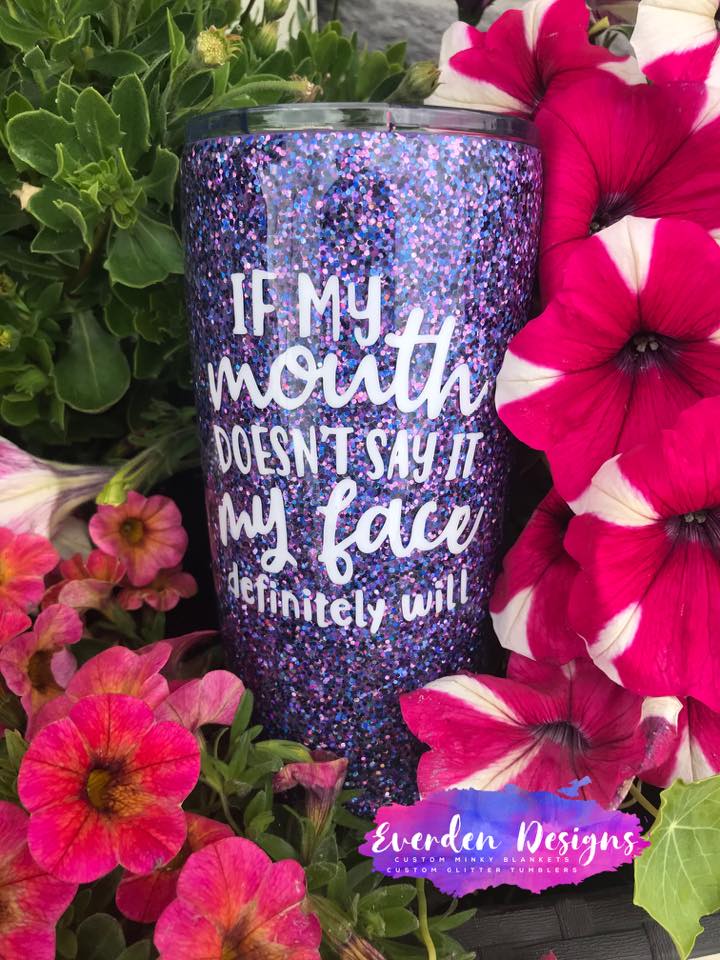 IF MY
mouth
DOESN'T SAY IT
my face
definitely will
Everden Designs
CUSTOM MINKY BLANKETS
CUSTOM GLITTER TUMBLERS